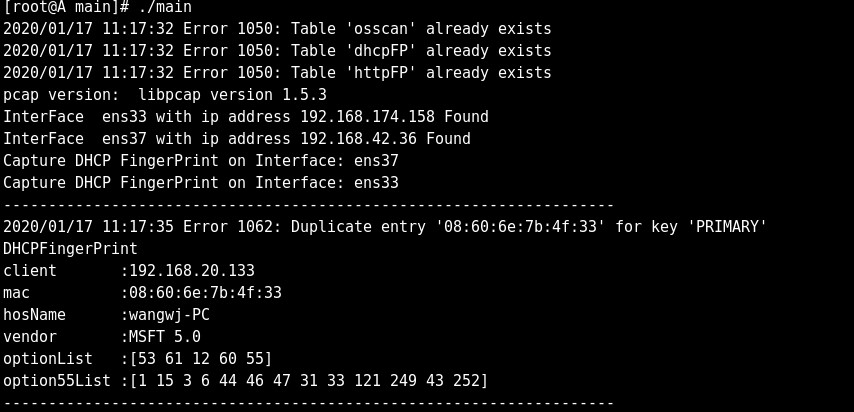 [root@A main]# ./main
2020/01/17 11:17:32 Error 1050: Table 'osscan' already exists
2020/01/17 11:17:32 Error 1050: Table 'dhcpFP' already exists
2020/01/17 11:17:32 Error 1050: Table 'httpFP' already exists
pcap version:  libpcap version 1.5.3
InterFace  ens33 with ip address 192.168.174.158 Found
InterFace  ens37 with ip address 192.168.42.36 Found
Capture DHCP FingerPrint on Interface: ens37
Capture DHCP FingerPrint on Interface: ens33
--------------------------------------------------------------------
2020/01/17 11:17:35 Error 1062: Duplicate entry '08:60:6e:7b:4f:33' for key 'PRIMARY'
DHCPFingerPrint
client       :192.168.20.133
mac          :08:60:6e:7b:4f:33
hosName      :wangwj-PC
vendor       :MSFT 5.0
optionList   :[53 61 12 60 55]
option55List :[1 15 3 6 44 46 47 31 33 121 249 43 252]
--------------------------------------------------------------------